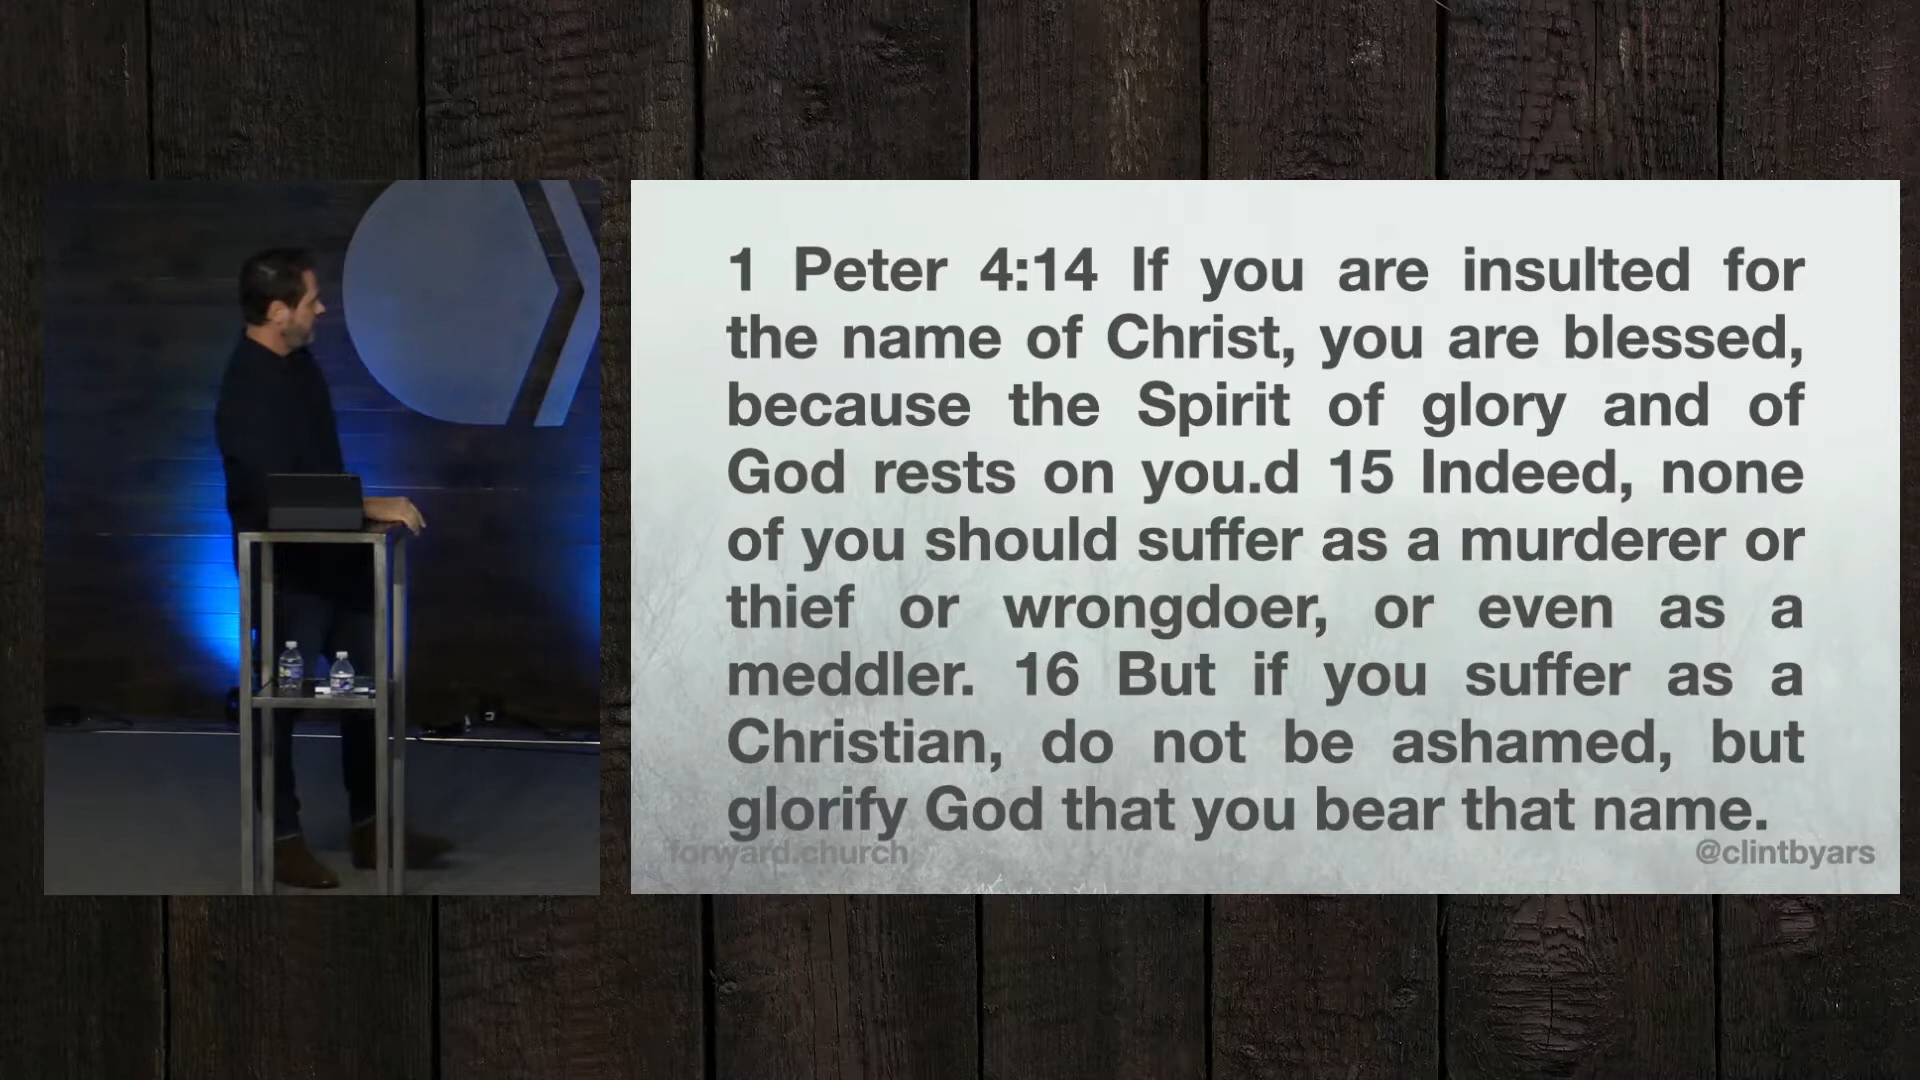 1 Peter 4:14 If you are insulted for
the name of Christ, you are blessed,
because the Spirit of glory and of
God rests on you.d 15 Indeed, none
of you should suffer as a murderer or
thief or wrongdoer, or even as a
meddler. 16 But if you suffer as a
Christian, do not be ashamed, but
glorify God that you bear that name.
forward.church
@clintbyars